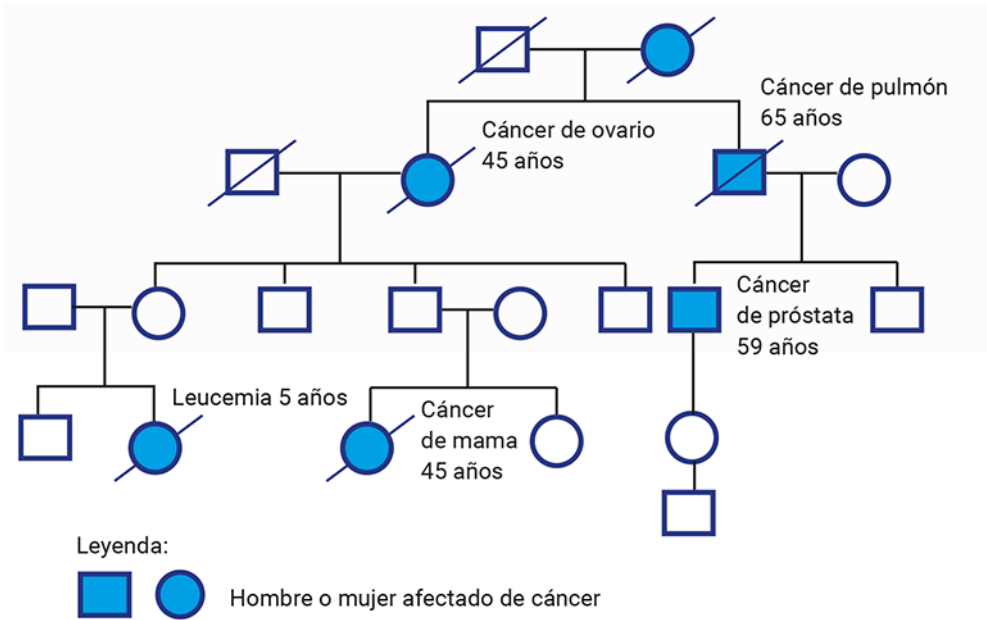 Cáncer de pulmón
65 años
Cáncer de ovario
45 años
Cáncer
de próstata
59 años
Leucemia 5 años
Cáncer
de mama
45 años
Leyenda:
Hombre o mujer afectado de cáncer